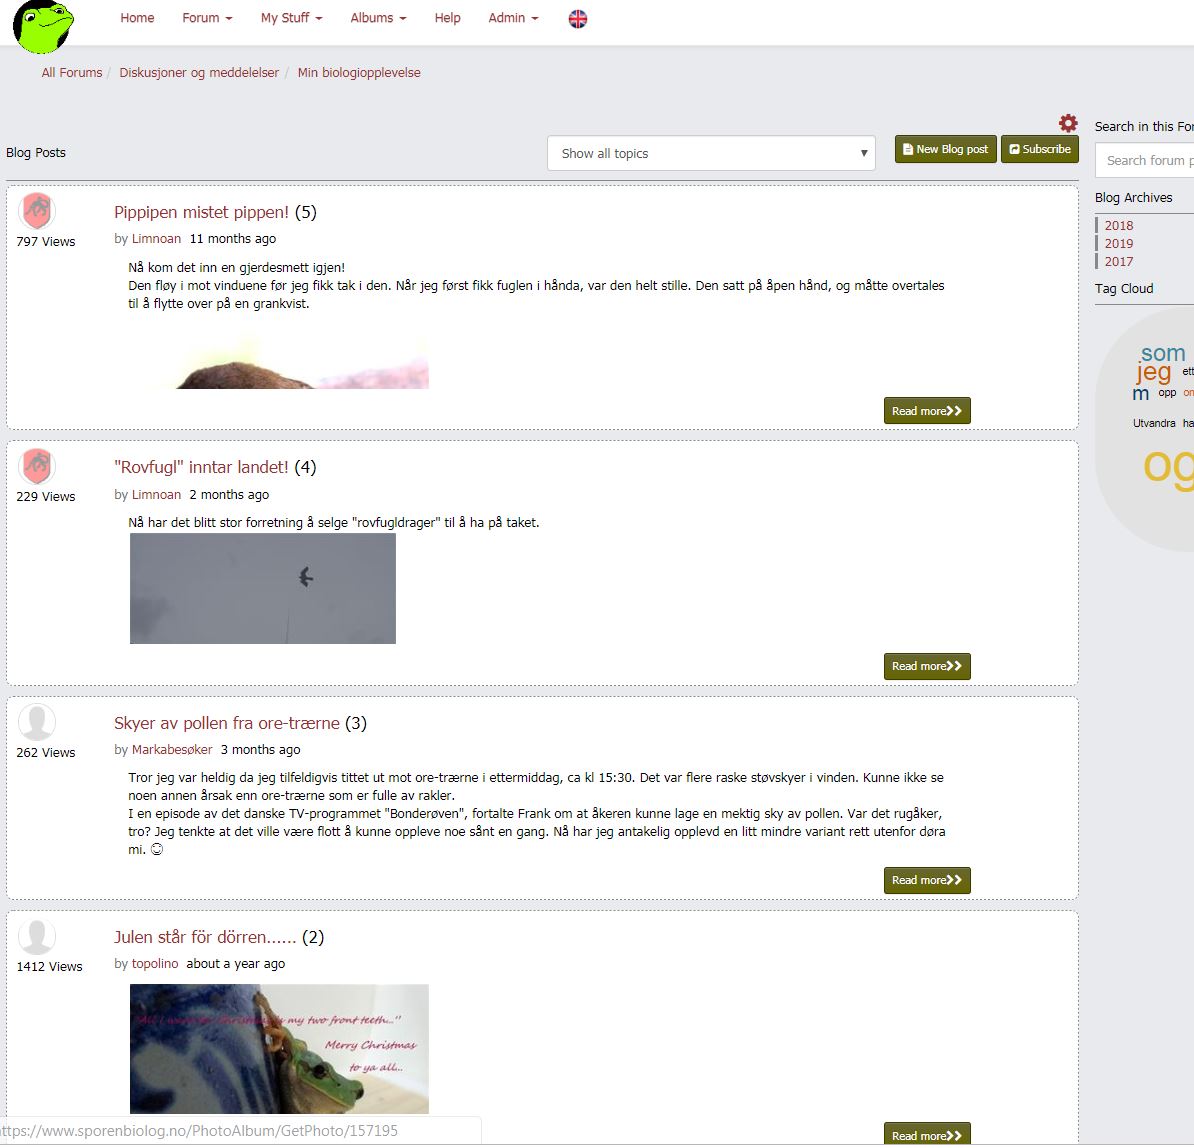 Home Forum My Stuff Albums Help Admin
All Forums / Diskusjoner og meddelelser / Min biologiopplevelse
Search in this For
Blog Posts
Show all topics
New Blog post
Subscribe
Search forum p
Blog Archives
2018
2019
2017
Tag Cloud
som
jeg ett
m opp om
Utvandra ha
og
Pippipen mistet pippen! (5)
797 Views
by Limnoan 11 months ago
Nå kom det inn en gjerdesmett igjen!
Den fløy i mot vinduene før jeg fikk tak i den. Når jeg først fikk fuglen i hånda, var den helt stille. Den satt på åpen hånd, og måtte overtales
til å flytte over på en grankvist.
Read more
"Rovfugl" inntar landet! (4)
229 Views
by Limnoan 2 months ago
Nå har det blitt stor forretning å selge "rovfugldrager" til å ha på taket.
Read more
Skyer av pollen fra ore-trærne (3)
262 Views
by Markabesøker 3 months ago
Tror jeg var heldig da jeg tilfeldigvis tittet ut mot ore-trærne i ettermiddag, ca kl 15:30. Det var flere raske støvskyer i vinden. Kunne ikke se
noen annen årsak enn ore-trærne som er fulle av rakler.
I en episode av det danske TV-programmet "Bonderøven", fortalte Frank om at åkeren kunne lage en mektig sky av pollen. Var det rugåker,
tro? Jeg tenkte at det ville være flott å kunne oppleve noe sånt en gang. Nå har jeg antakelig opplevd en litt mindre variant rett utenfor døra
mi. 😊
Read more
Julen står för dörren...... (2)
1412 Views
by topolino about a year ago
"All I want for Christmas is my two front teeth..."
Merry Christmas
to ya all...
Read more
ttps://www.sporenbiolog.no/PhotoAlbum/GetPhoto/157195